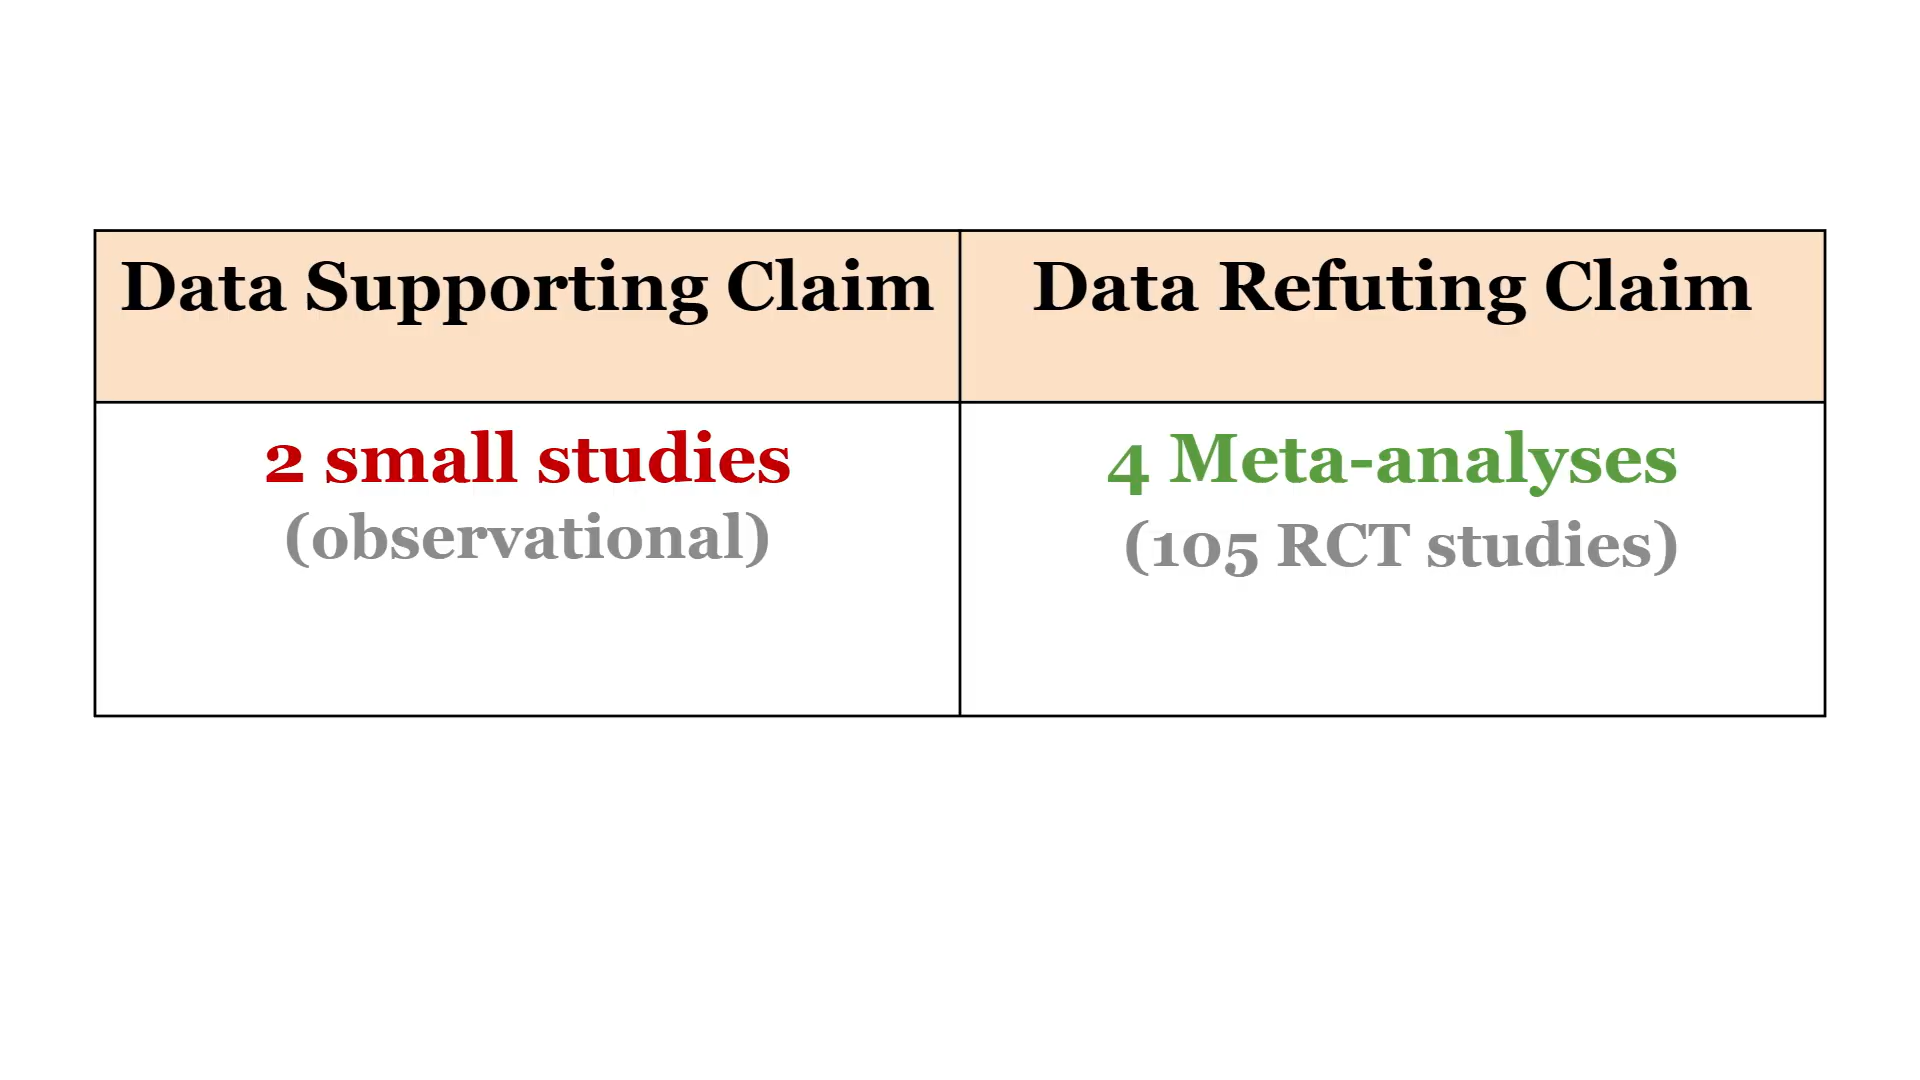 Data Supporting Claim
Data Refuting Claim
2 small studies
(observational)
4 Meta-analyses
(105 RCT studies)